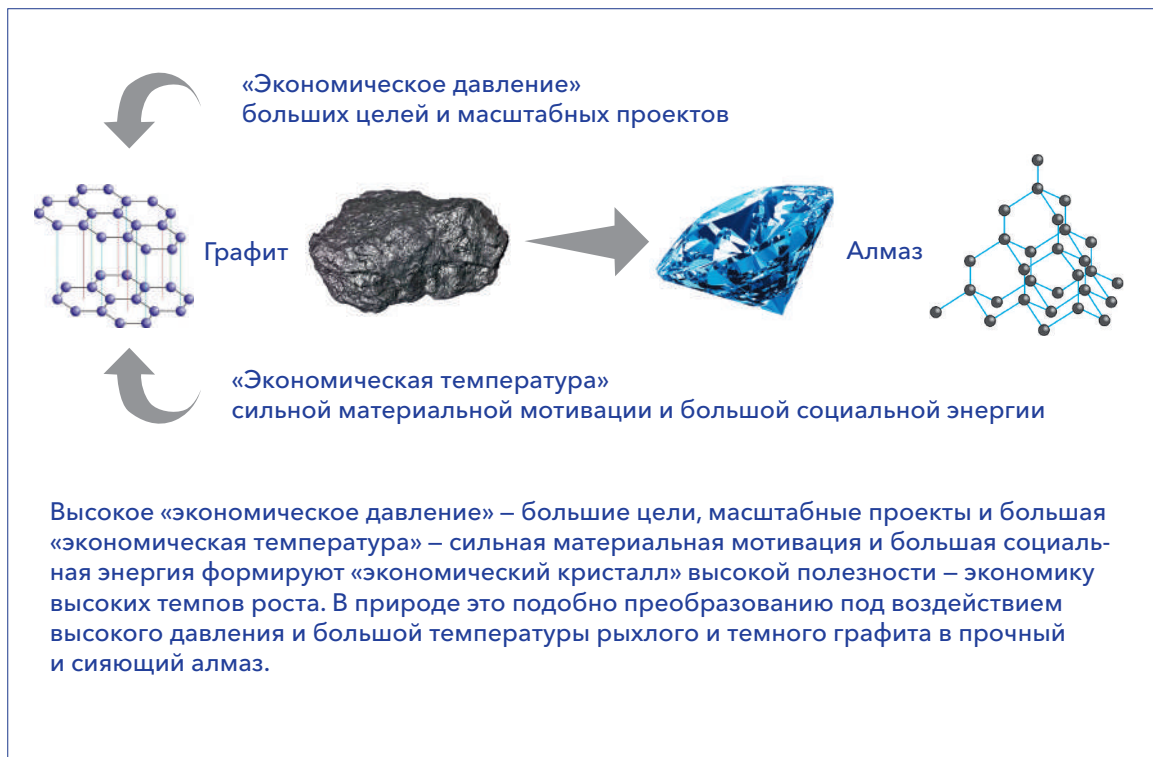 «Экономическое давление»
больших целей и масштабных проектов
Графит
Алмаз
«Экономическая температура»
сильной материальной мотивации и большой социальной энергии
Высокое «экономическое давление» — большие цели, масштабные проекты и большая
«экономическая температура» — сильная материальная мотивация и большая социаль-
ная энергия формируют «экономический кристалл» высокой полезности — экономику
высоких темпов роста. В природе это подобно преобразованию под воздействием
высокого давления и большой температуры рыхлого и темного графита в прочный
и сияющий алмаз.